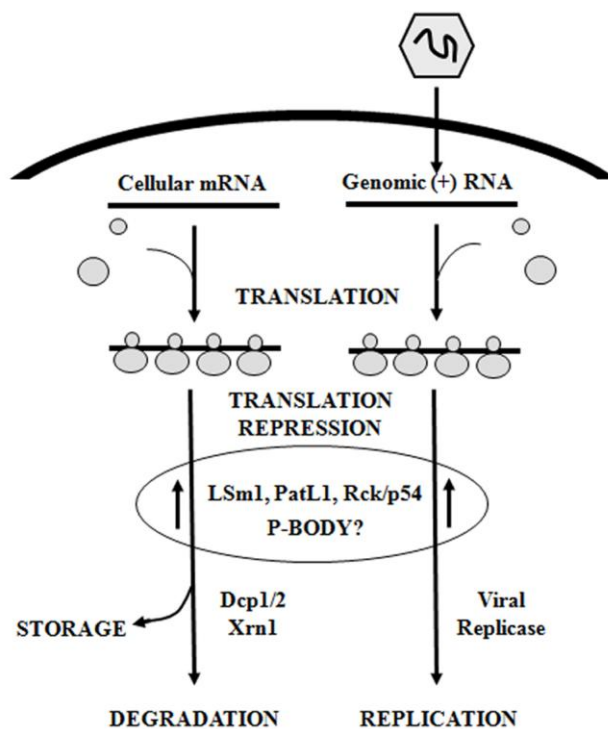 Cellular mRNA
Genomic (+) RNA
TRANSLATION
TRANSLATION
REPRESSION
LSm1, PatL1, Rck/p54
P-BODY?
Dcp1/2
Xrn1
Viral
Replicase
STORAGE
DEGRADATION
REPLICATION